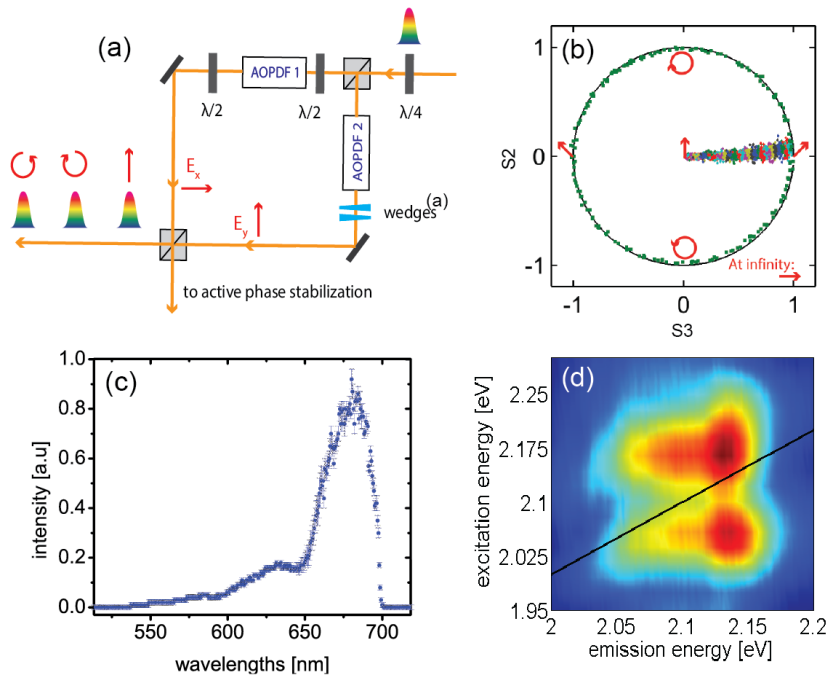 (a)
λ/2
AOPDF 1
λ/2
λ/4
AOPDF 2
E_x
E_y
wedges(a)
to active phase stabilization
(b)
S2
1
0
-1
At infinity:
-1
0
1
S3
(c)
intensity [a.u]
1.0
0.8
0.6
0.4
0.2
0.0
550
600
650
700
wavelengths [nm]
(d)
excitation energy [eV]
2.25
2.175
2.1
2.025
1.95
2
2.05
2.1
2.15
2.2
emission energy [eV]